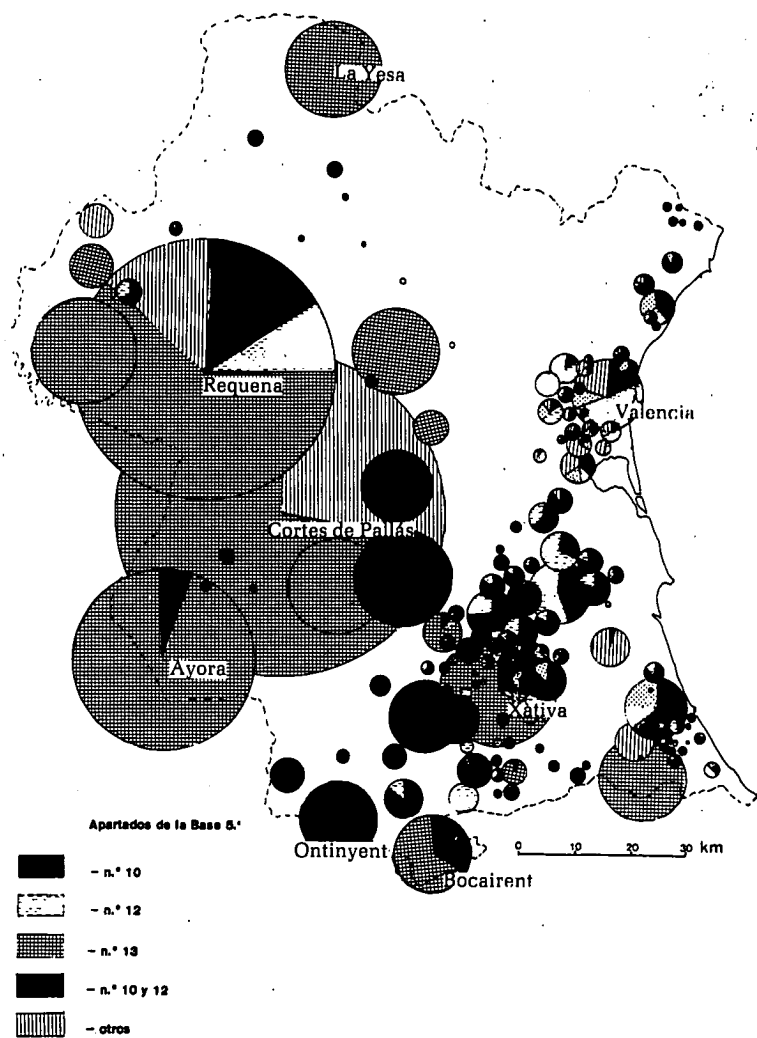 La Yesa
Requena
Valencia
Cortes de Pallás
Ayora
Xàtiva
Ontinyent
Bocairent
0 10 20 30 km
Apartados de la Base 5.ª
- n.º 10
- n.º 12
- n.º 13
- n.º 10 y 12
- otros